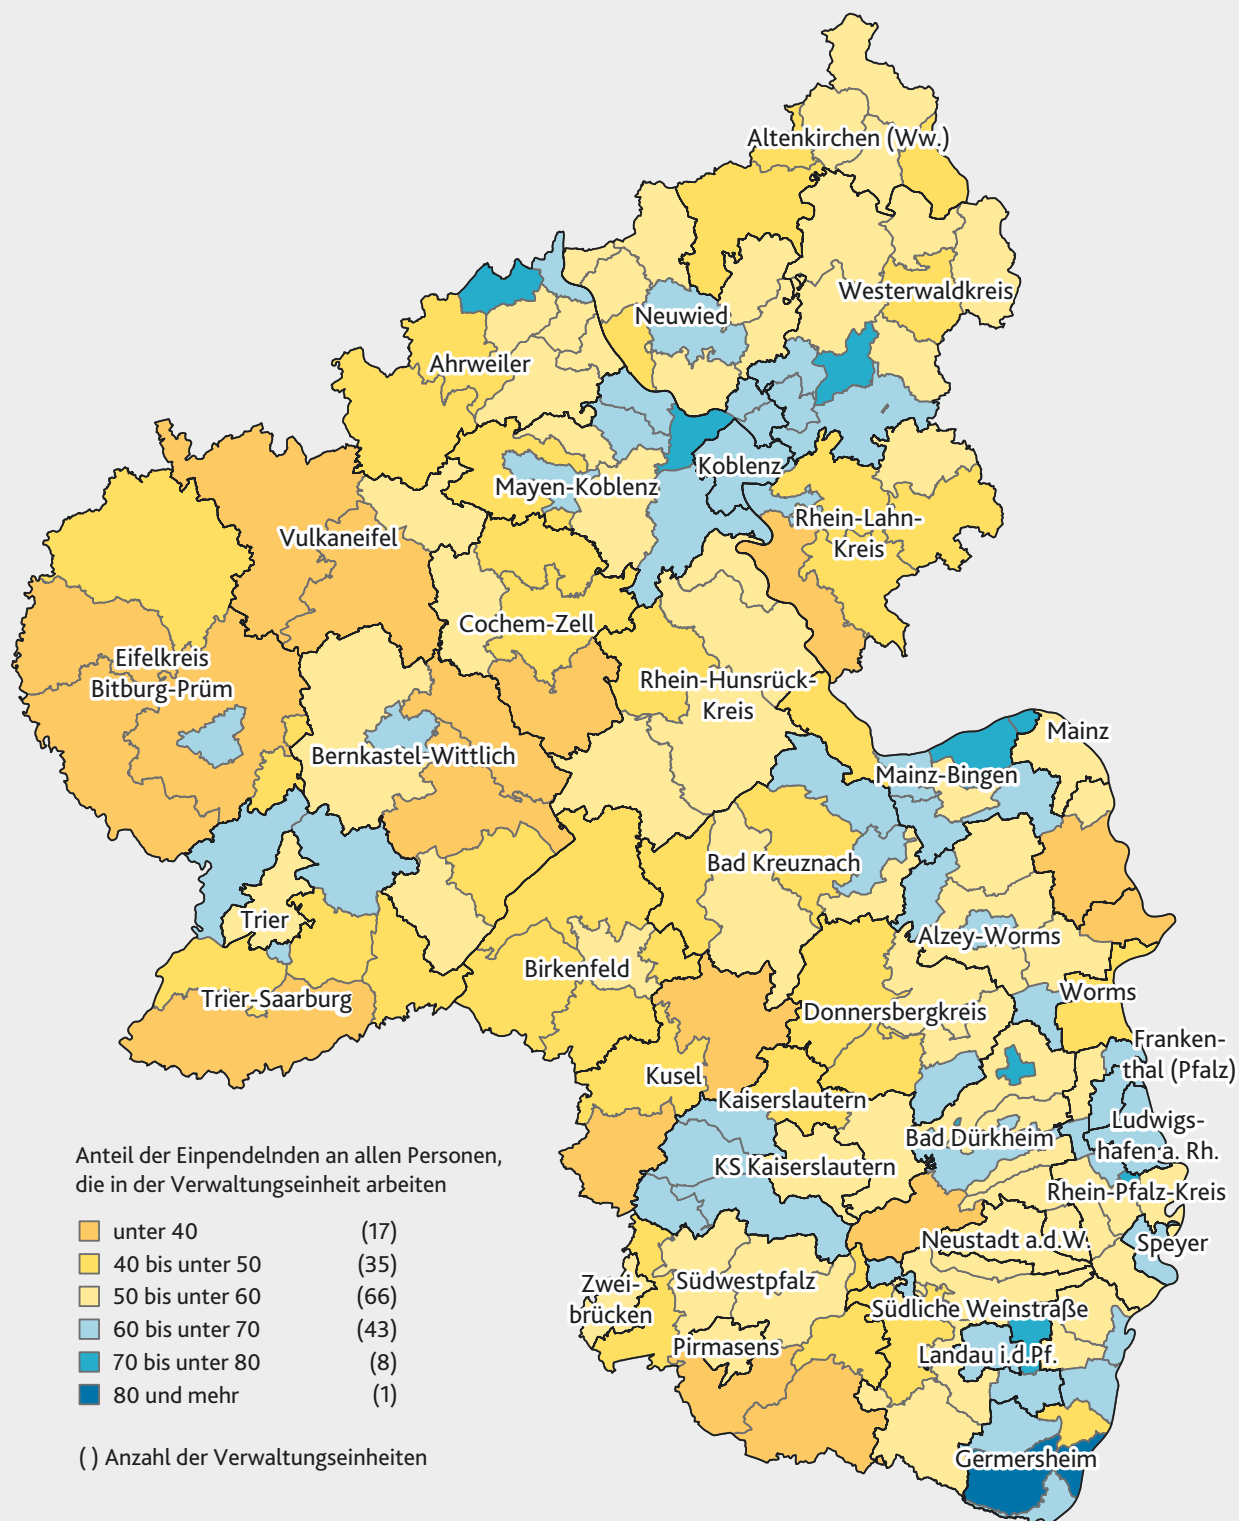 Altenkirchen (Ww.)
Westerwaldkreis
Neuwied
Ahrweiler
Koblenz
Mayen-Koblenz
Rhein-Lahn-
Kreis
Vulkaneifel
Cochem-Zell
Eifelkreis
Bitburg-Prüm
Rhein-Hunsrück-
Kreis
Mainz
Bernkastel-Wittlich
Mainz-Bingen
Bad Kreuznach
Trier
Alzey-Worms
Birkenfeld
Trier-Saarburg
Worms
Donnersbergkreis
Franken-
thal (Pfalz)
Kusel
Kaiserslautern
Ludwigs-
hafen a. Rh.
Bad Dürkheim
KS Kaiserslautern
Rhein-Pfalz-Kreis
Neustadt a.d.W.
Speyer
Zwei-
brücken
Südwestpfalz
Südliche Weinstraße
Pirmasens
Landau i.d.Pf.
Germersheim
Anteil der Einpendelnden an allen Personen,
die in der Verwaltungseinheit arbeiten
unter 40 (17)
40 bis unter 50 (35)
50 bis unter 60 (66)
60 bis unter 70 (43)
70 bis unter 80 (8)
80 und mehr (1)
( ) Anzahl der Verwaltungseinheiten